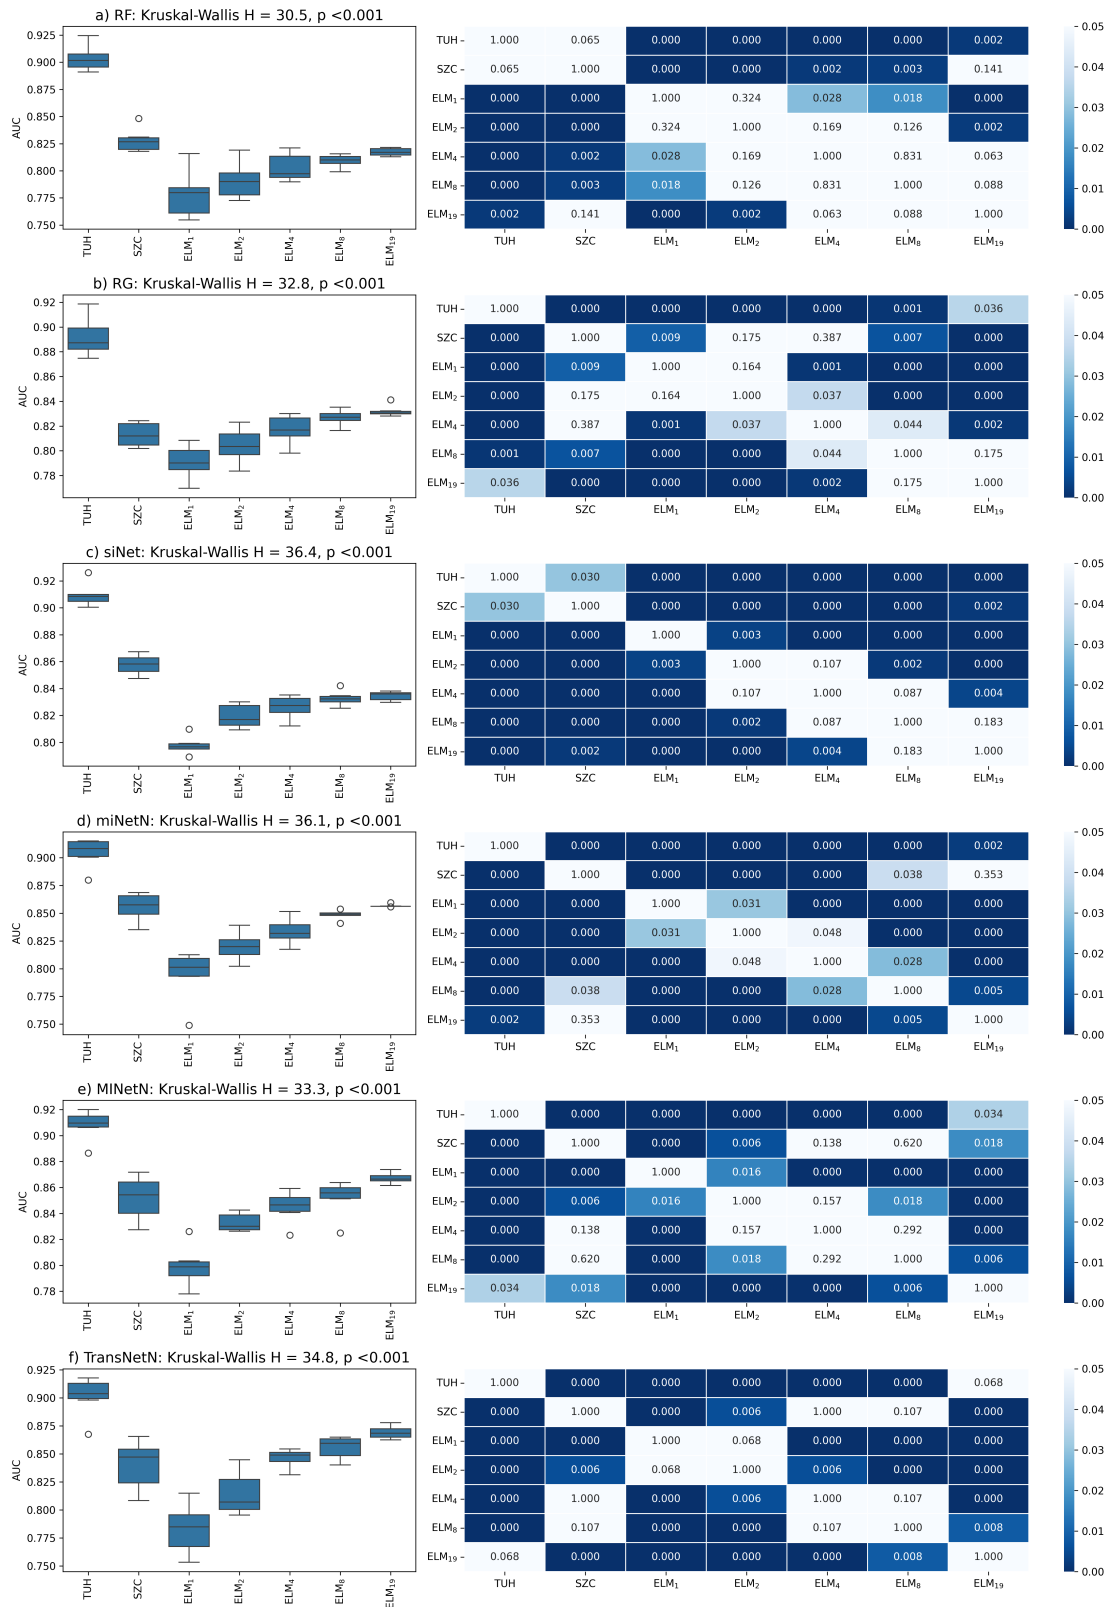 a) RF: Kruskal-Wallis H = 30.5, p <0.001
0.925
0.900
0.875
0.850
0.825
0.800
0.775
0.750
AUC
TUH SZC ELM₁ ELM₂ ELM₄ ELM₈ ELM₁₉
TUH 1.000 0.065 0.000 0.000 0.000 0.000 0.002
SZC 0.065 1.000 0.000 0.000 0.002 0.003 0.141
ELM₁ 0.000 0.000 1.000 0.324 0.028 0.018 0.000
ELM₂ 0.000 0.000 0.324 1.000 0.169 0.126 0.002
ELM₄ 0.000 0.002 0.028 0.169 1.000 0.831 0.063
ELM₈ 0.000 0.003 0.018 0.126 0.831 1.000 0.088
ELM₁₉ 0.002 0.141 0.000 0.002 0.063 0.088 1.000
TUH SZC ELM₁ ELM₂ ELM₄ ELM₈ ELM₁₉
0.05
0.04
0.03
0.02
0.01
0.00
b) RG: Kruskal-Wallis H = 32.8, p <0.001
0.92
0.90
0.88
0.84
0.82
0.80
0.78
AUC
TUH SZC ELM₁ ELM₂ ELM₄ ELM₈ ELM₁₉
TUH 1.000 0.000 0.000 0.000 0.000 0.001 0.036
SZC 0.000 1.000 0.009 0.175 0.387 0.007 0.000
ELM₁ 0.000 0.009 1.000 0.164 0.001 0.000 0.000
ELM₂ 0.000 0.175 0.164 1.000 0.037 0.000 0.000
ELM₄ 0.000 0.387 0.001 0.037 1.000 0.044 0.002
ELM₈ 0.001 0.007 0.000 0.000 0.044 1.000 0.175
ELM₁₉ 0.036 0.000 0.000 0.000 0.002 0.175 1.000
TUH SZC ELM₁ ELM₂ ELM₄ ELM₈ ELM₁₉
0.05
0.04
0.03
0.02
0.01
0.00
c) siNet: Kruskal-Wallis H = 36.4, p <0.001
0.92
0.90
0.86
0.84
0.82
0.80
AUC
TUH SZC ELM₁ ELM₂ ELM₄ ELM₈ ELM₁₉
TUH 1.000 0.030 0.000 0.000 0.000 0.000 0.000
SZC 0.030 1.000 0.000 0.000 0.000 0.000 0.002
ELM₁ 0.000 0.000 1.000 0.003 0.000 0.000 0.000
ELM₂ 0.000 0.000 0.003 1.000 0.107 0.002 0.000
ELM₄ 0.000 0.000 0.000 0.107 1.000 0.087 0.004
ELM₈ 0.000 0.000 0.000 0.002 0.087 1.000 0.183
ELM₁₉ 0.000 0.002 0.000 0.000 0.004 0.183 1.000
TUH SZC ELM₁ ELM₂ ELM₄ ELM₈ ELM₁₉
0.05
0.04
0.03
0.02
0.01
0.00
d) miNetN: Kruskal-Wallis H = 36.1, p <0.001
0.900
0.875
0.850
0.825
0.800
0.775
0.750
AUC
TUH SZC ELM₁ ELM₂ ELM₄ ELM₈ ELM₁₉
TUH 1.000 0.000 0.000 0.000 0.000 0.000 0.002
SZC 0.000 1.000 0.000 0.000 0.000 0.038 0.353
ELM₁ 0.000 0.000 1.000 0.031 0.000 0.000 0.000
ELM₂ 0.000 0.000 0.031 1.000 0.048 0.000 0.000
ELM₄ 0.000 0.000 0.000 0.048 1.000 0.028 0.000
ELM₈ 0.000 0.038 0.000 0.000 0.028 1.000 0.005
ELM₁₉ 0.002 0.353 0.000 0.000 0.000 0.005 1.000
TUH SZC ELM₁ ELM₂ ELM₄ ELM₈ ELM₁₉
0.05
0.04
0.03
0.02
0.01
0.00
e) MINetN: Kruskal-Wallis H = 33.3, p <0.001
0.92
0.90
0.88
0.86
0.84
0.82
0.80
0.78
AUC
TUH SZC ELM₁ ELM₂ ELM₄ ELM₈ ELM₁₉
TUH 1.000 0.000 0.000 0.000 0.000 0.000 0.034
SZC 0.000 1.000 0.000 0.006 0.138 0.620 0.018
ELM₁ 0.000 0.000 1.000 0.016 0.000 0.000 0.000
ELM₂ 0.000 0.006 0.016 1.000 0.157 0.018 0.000
ELM₄ 0.000 0.138 0.000 0.157 1.000 0.292 0.000
ELM₈ 0.000 0.620 0.000 0.018 0.292 1.000 0.006
ELM₁₉ 0.034 0.018 0.000 0.000 0.000 0.006 1.000
TUH SZC ELM₁ ELM₂ ELM₄ ELM₈ ELM₁₉
0.05
0.04
0.03
0.02
0.01
0.00
f) TransNetN: Kruskal-Wallis H = 34.8, p <0.001
0.925
0.900
0.875
0.850
0.825
0.800
0.775
0.750
AUC
TUH SZC ELM₁ ELM₂ ELM₄ ELM₈ ELM₁₉
TUH 1.000 0.000 0.000 0.000 0.000 0.000 0.068
SZC 0.000 1.000 0.000 0.006 1.000 0.107 0.000
ELM₁ 0.000 0.000 1.000 0.068 0.000 0.000 0.000
ELM₂ 0.000 0.006 0.068 1.000 0.006 0.000 0.000
ELM₄ 0.000 1.000 0.000 0.006 1.000 0.107 0.000
ELM₈ 0.000 0.107 0.000 0.000 0.107 1.000 0.008
ELM₁₉ 0.068 0.000 0.000 0.000 0.000 0.008 1.000
TUH SZC ELM₁ ELM₂ ELM₄ ELM₈ ELM₁₉
0.05
0.04
0.03
0.02
0.01
0.00